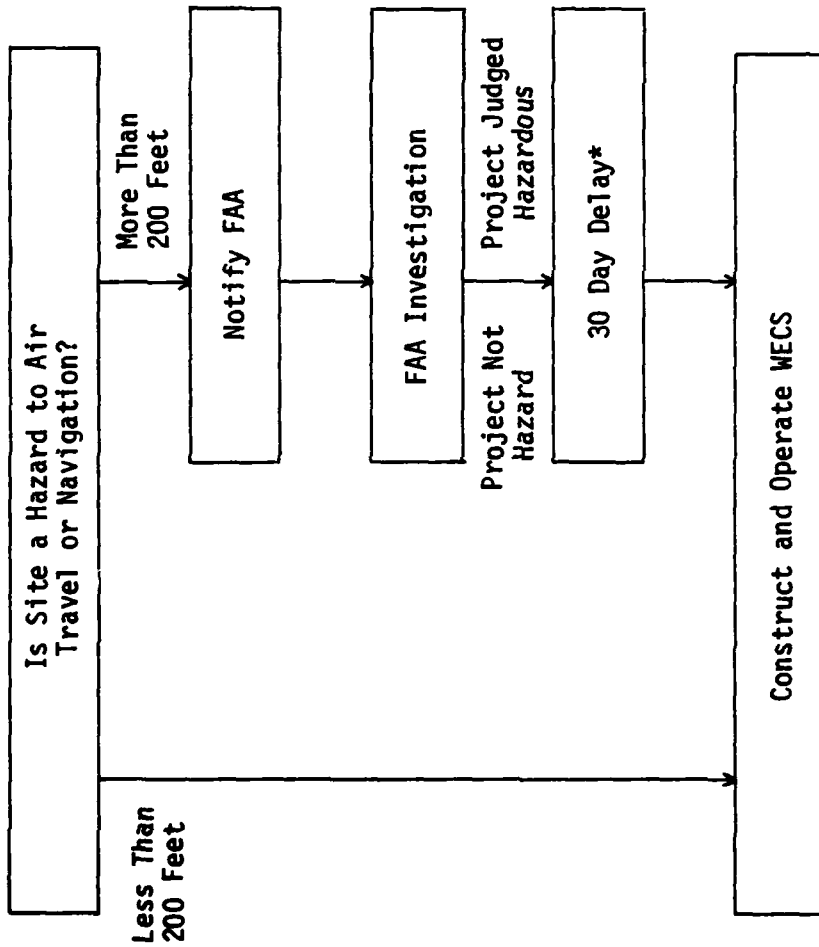 Is Site a Hazard to Air
Travel or Navigation?
Less Than
200 Feet
More Than
200 Feet
Notify FAA
FAA Investigation
Project Not
Hazard
Project Judged
Hazardous
30 Day Delay*
Construct and Operate WECS